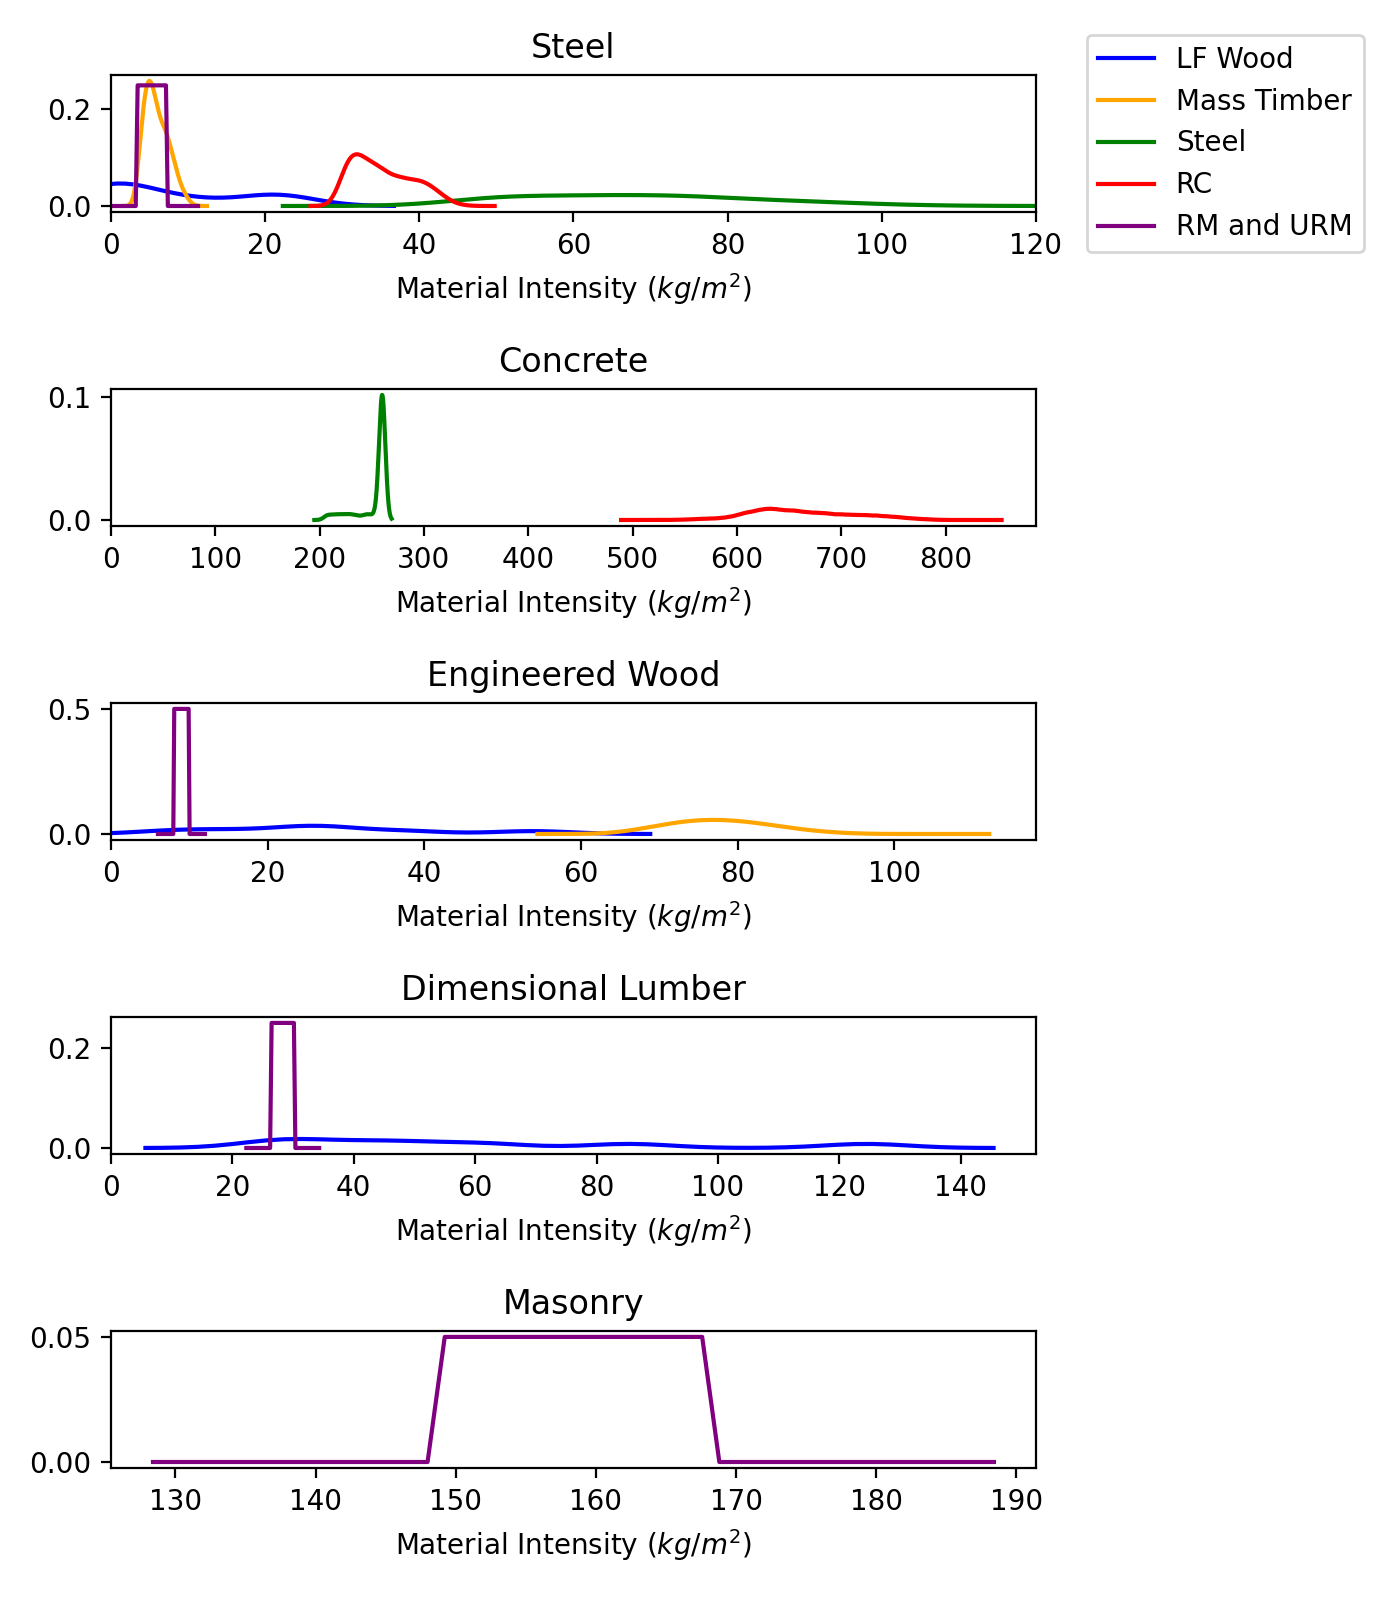 Steel
0.2
0.0
0 20 40 60 80 100 120
Material Intensity (kg/m²)
LF Wood
Mass Timber
Steel
RC
RM and URM
Concrete
0.1
0.0
0 100 200 300 400 500 600 700 800
Material Intensity (kg/m²)
Engineered Wood
0.5
0.0
0 20 40 60 80 100
Material Intensity (kg/m²)
Dimensional Lumber
0.2
0.0
0 20 40 60 80 100 120 140
Material Intensity (kg/m²)
Masonry
0.05
0.00
130 140 150 160 170 180 190
Material Intensity (kg/m²)